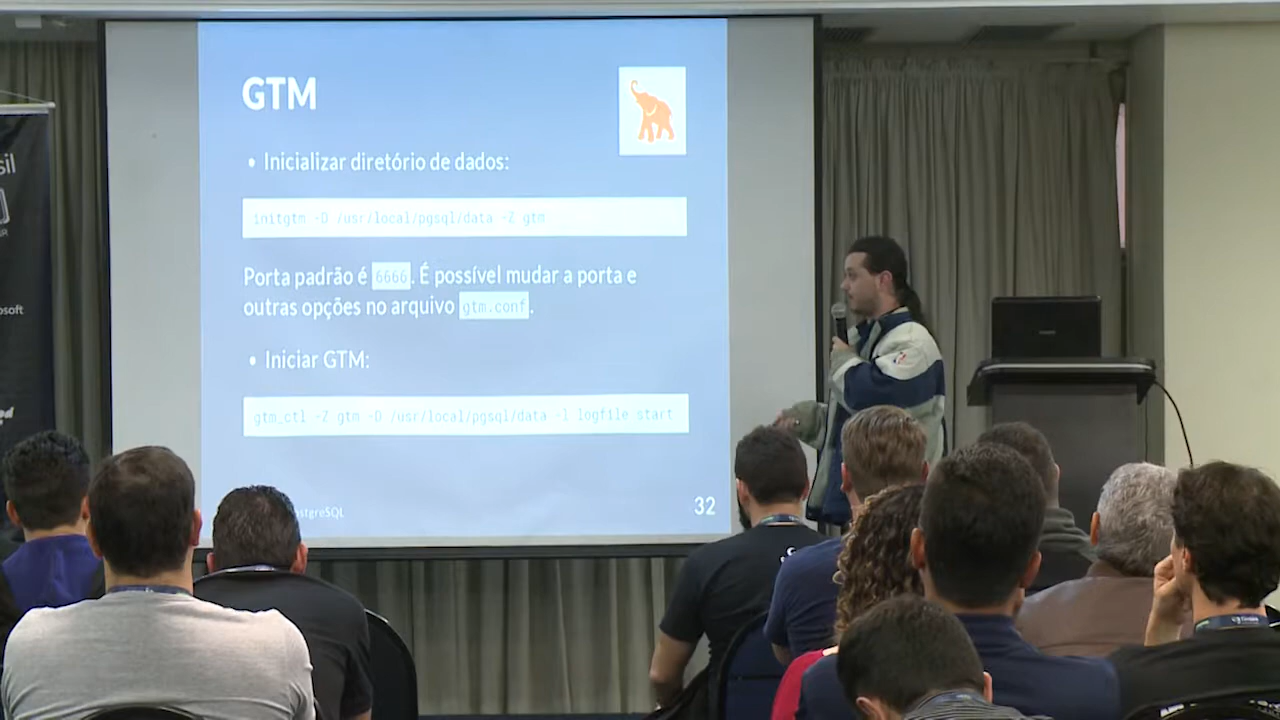 GTM
• Inicializar diretório de dados:
initgtm -D /usr/local/pgsql/data -Z gtm
Porta padrão é 6666. É possível mudar a porta e
outras opções no arquivo gtm.conf.
• Iniciar GTM:
gtm_ctl -Z gtm -D /usr/local/pgsql/data -l logfile start
32